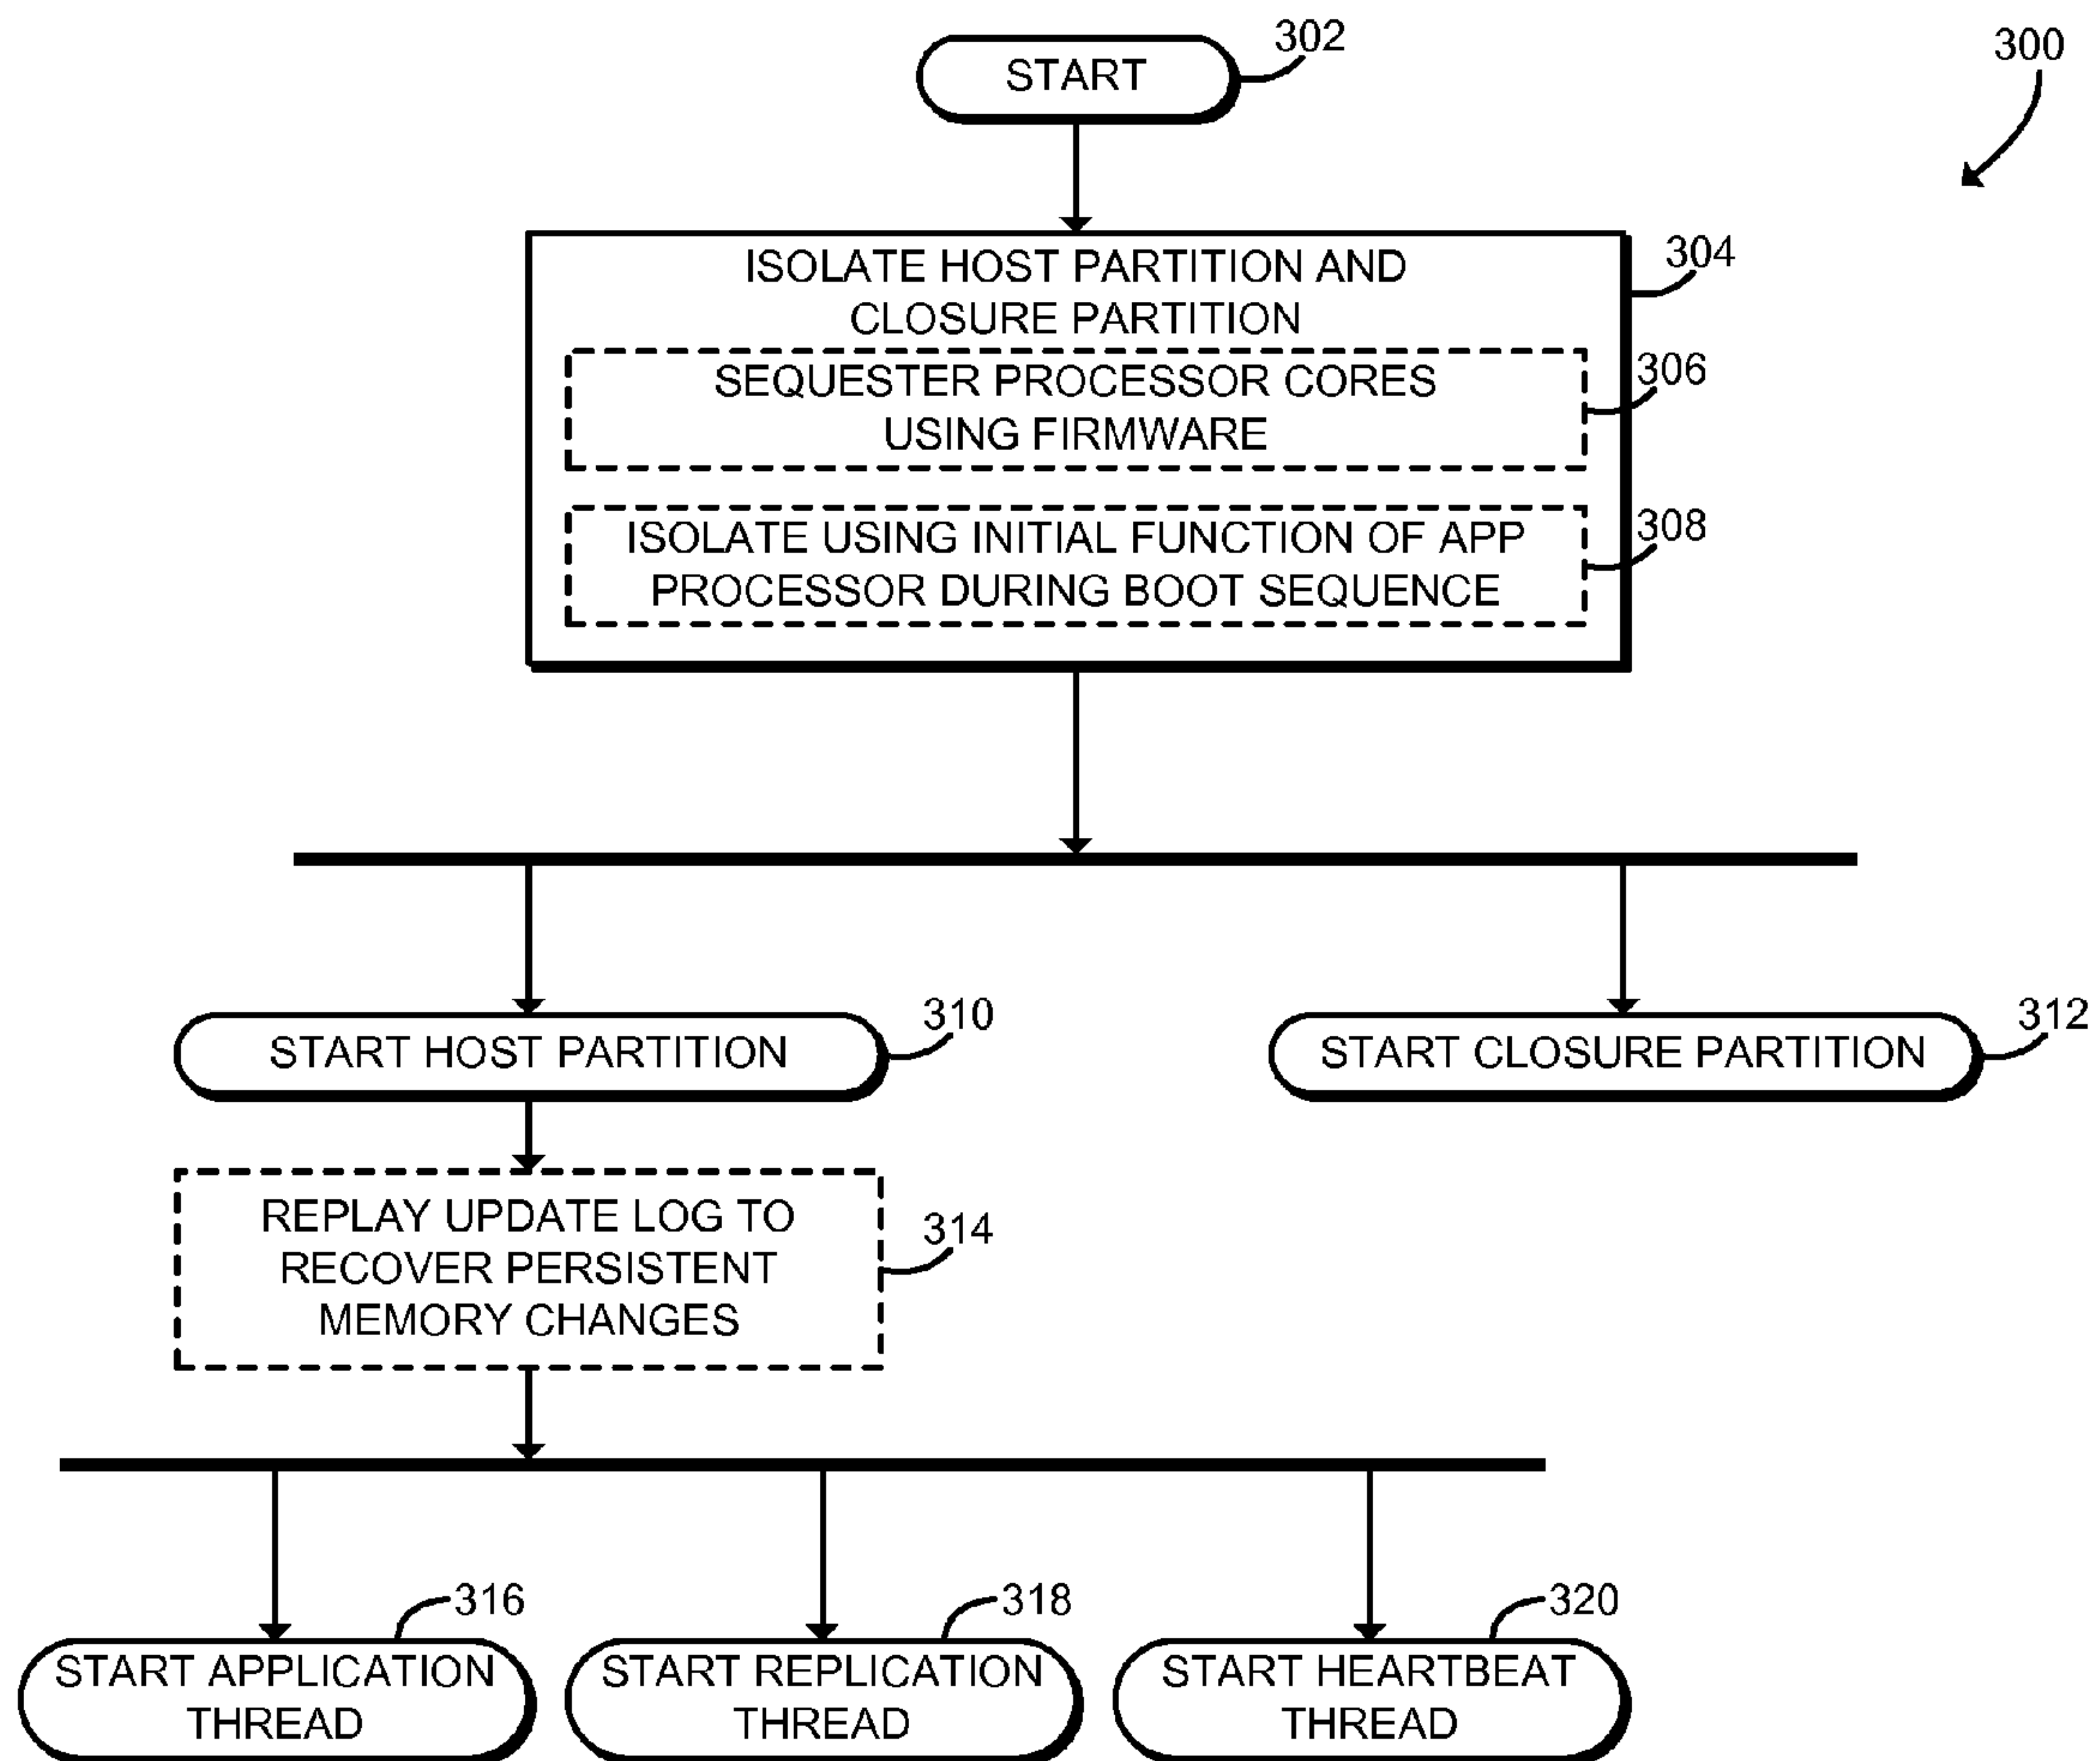 302
START
300
304
ISOLATE HOST PARTITION AND
CLOSURE PARTITION
306
SEQUESTER PROCESSOR CORES
USING FIRMWARE
308
ISOLATE USING INITIAL FUNCTION OF APP
PROCESSOR DURING BOOT SEQUENCE
310
START HOST PARTITION
312
START CLOSURE PARTITION
314
REPLAY UPDATE LOG TO
RECOVER PERSISTENT
MEMORY CHANGES
316
START APPLICATION
THREAD
318
START REPLICATION
THREAD
320
START HEARTBEAT
THREAD